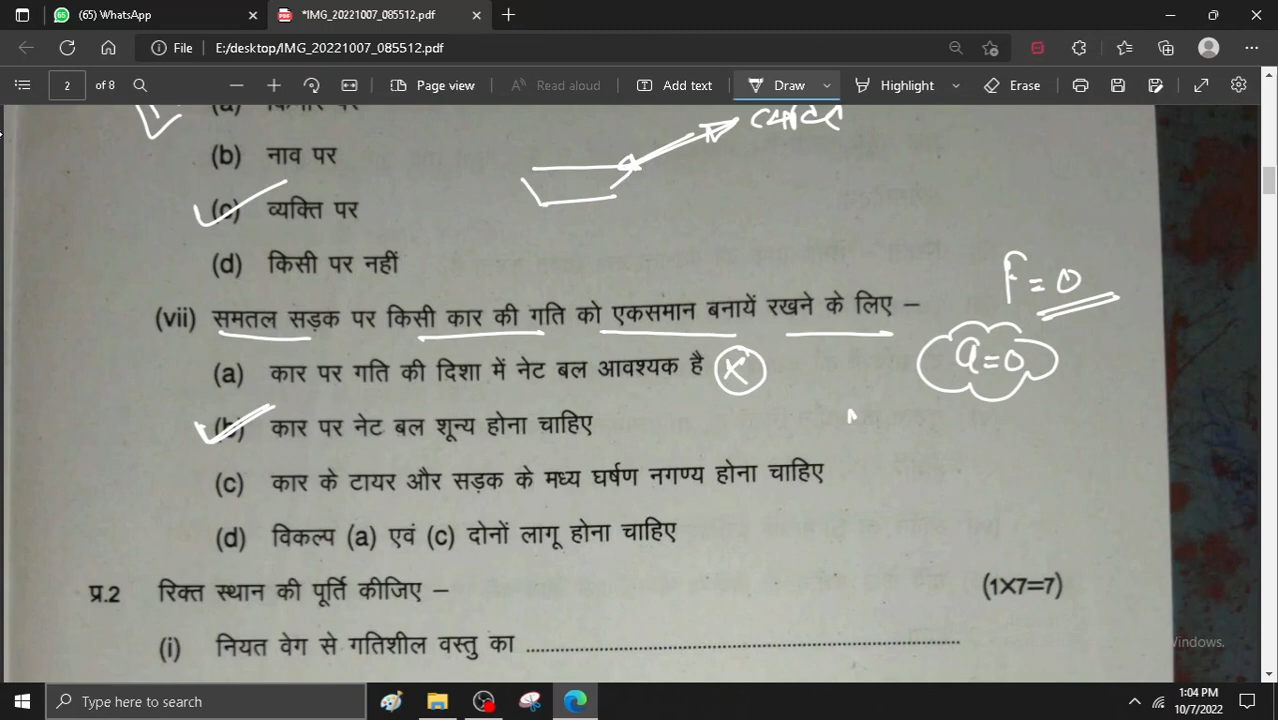 (65) WhatsApp
*IMG_20221007_085512.pdf
File E:/desktop/IMG_20221007_085512.pdf
2 of 8 Page view Read aloud Add text Draw Highlight Erase
(a) किनारे पर
(b) नाव पर
(c) व्यक्ति पर
(d) किसी पर नहीं
F=0
(vii) समतल सड़क पर किसी कार की गति को एकसमान बनायें रखने के लिए –
a=0
(a) कार पर गति की दिशा में नेट बल आवश्यक है
(b) कार पर नेट बल शून्य होना चाहिए
(c) कार के टायर और सड़क के मध्य घर्षण नगण्य होना चाहिए
(d) विकल्प (a) एवं (c) दोनों लागू होना चाहिए
प्र.2 रिक्त स्थान की पूर्ति कीजिए – (1X7=7)
(i) नियत वेग से गतिशील वस्तु का ................
Windows.
Type here to search
1:04 PM
10/7/2022